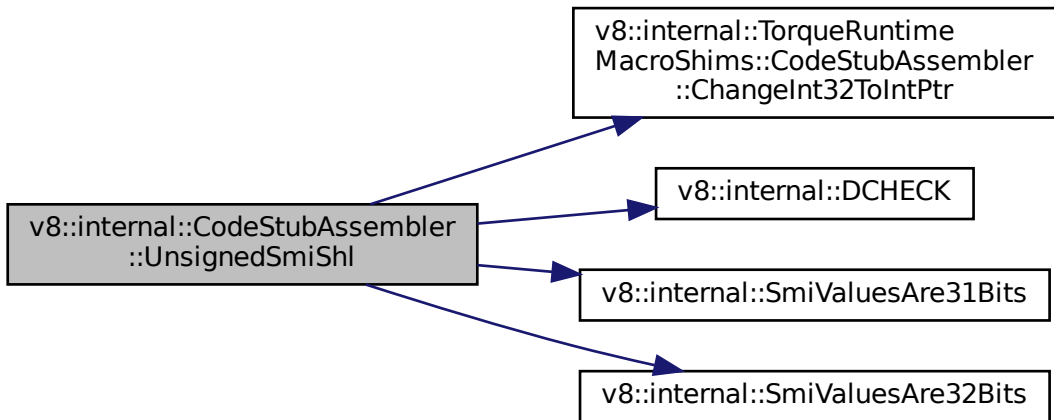 v8::internal::TorqueRuntime
MacroShims::CodeStubAssembler
::ChangeInt32ToIntPtr
v8::internal::DCHECK
v8::internal::CodeStubAssembler
::UnsignedSmiShl
v8::internal::SmiValuesAre31Bits
v8::internal::SmiValuesAre32Bits